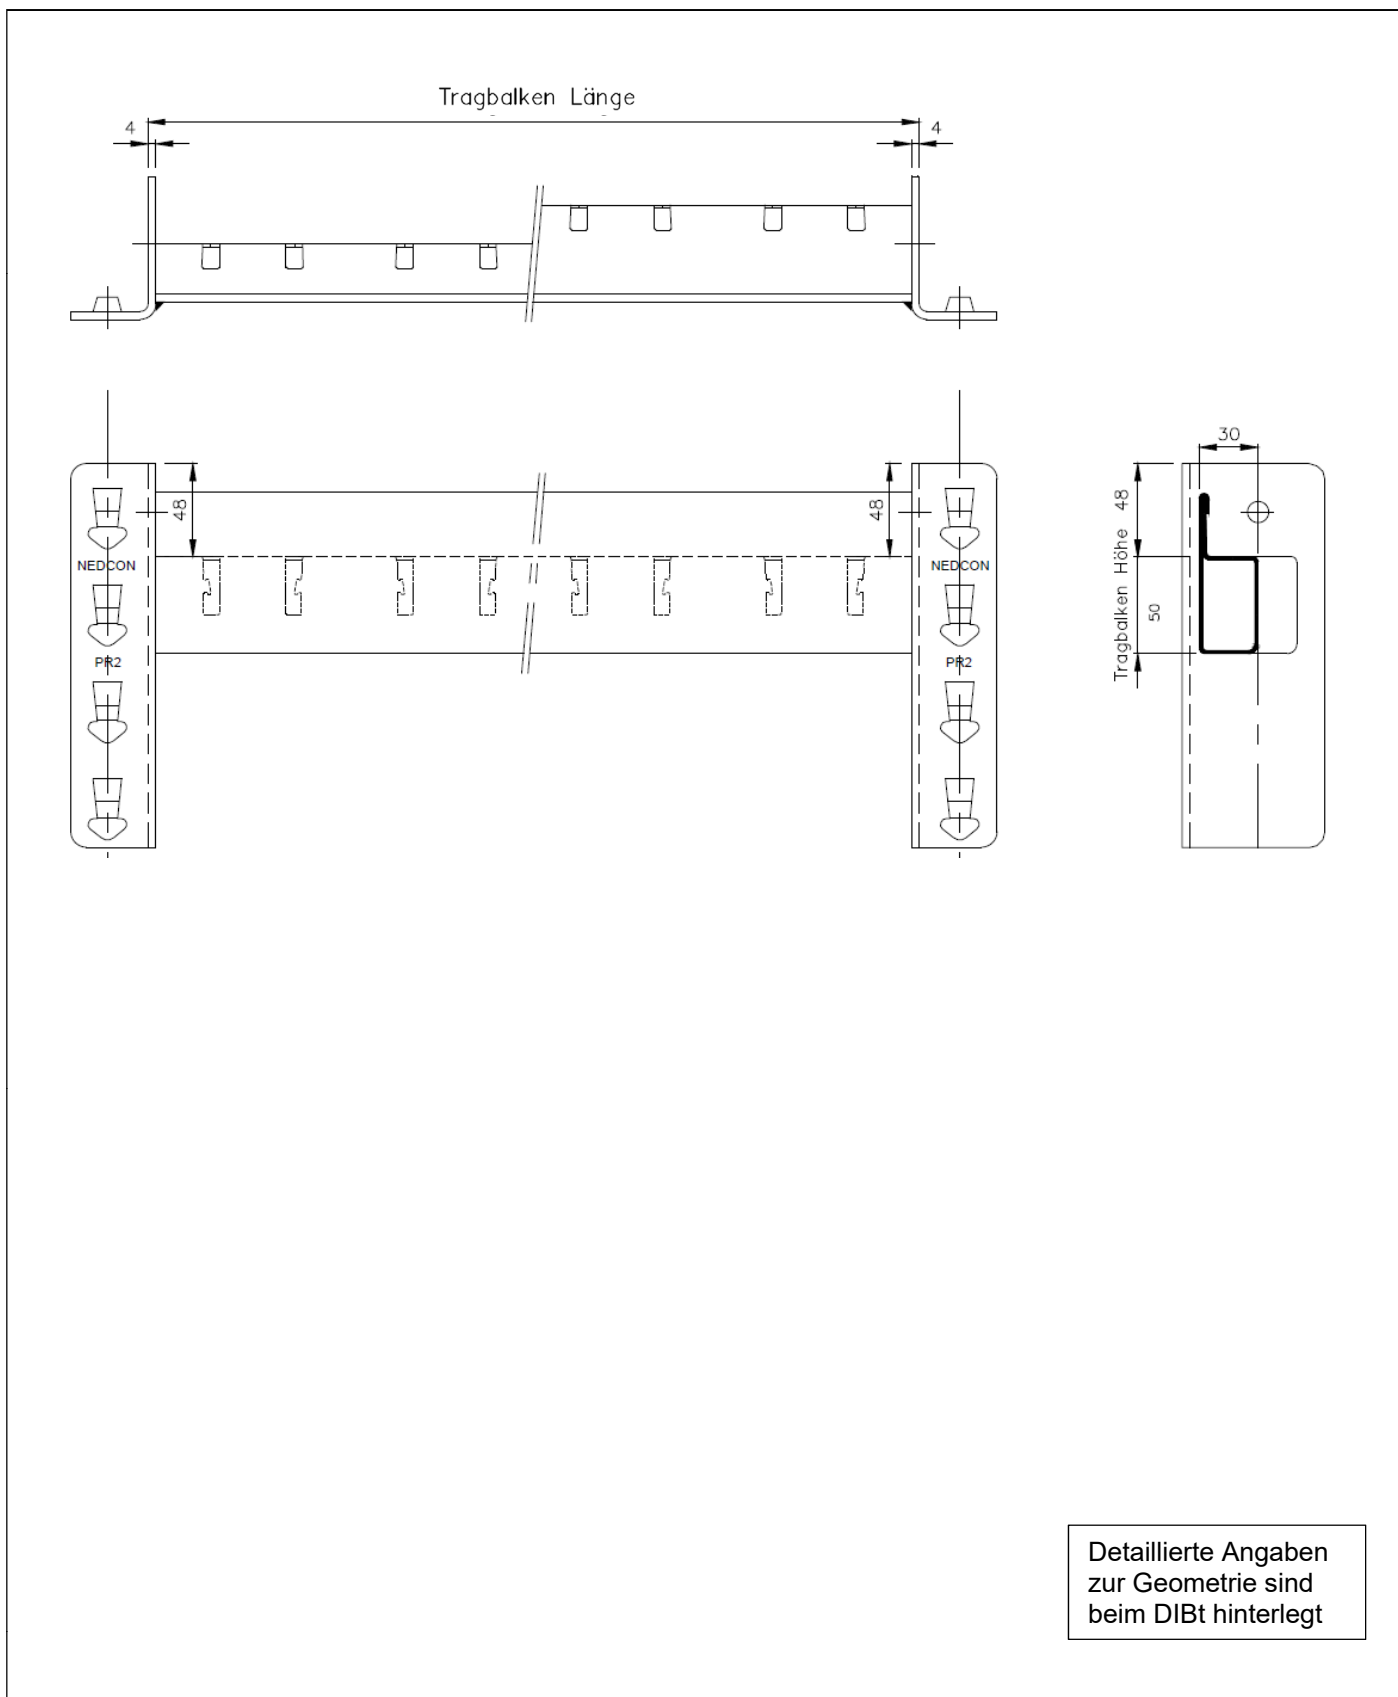 Tragbalken Länge
4
4
30
48
48
Tragbalken Höhe 48
50
NEDCON
NEDCON
PR2
PR2
Detaillierte Angaben
zur Geometrie sind
beim DIBt hinterlegt